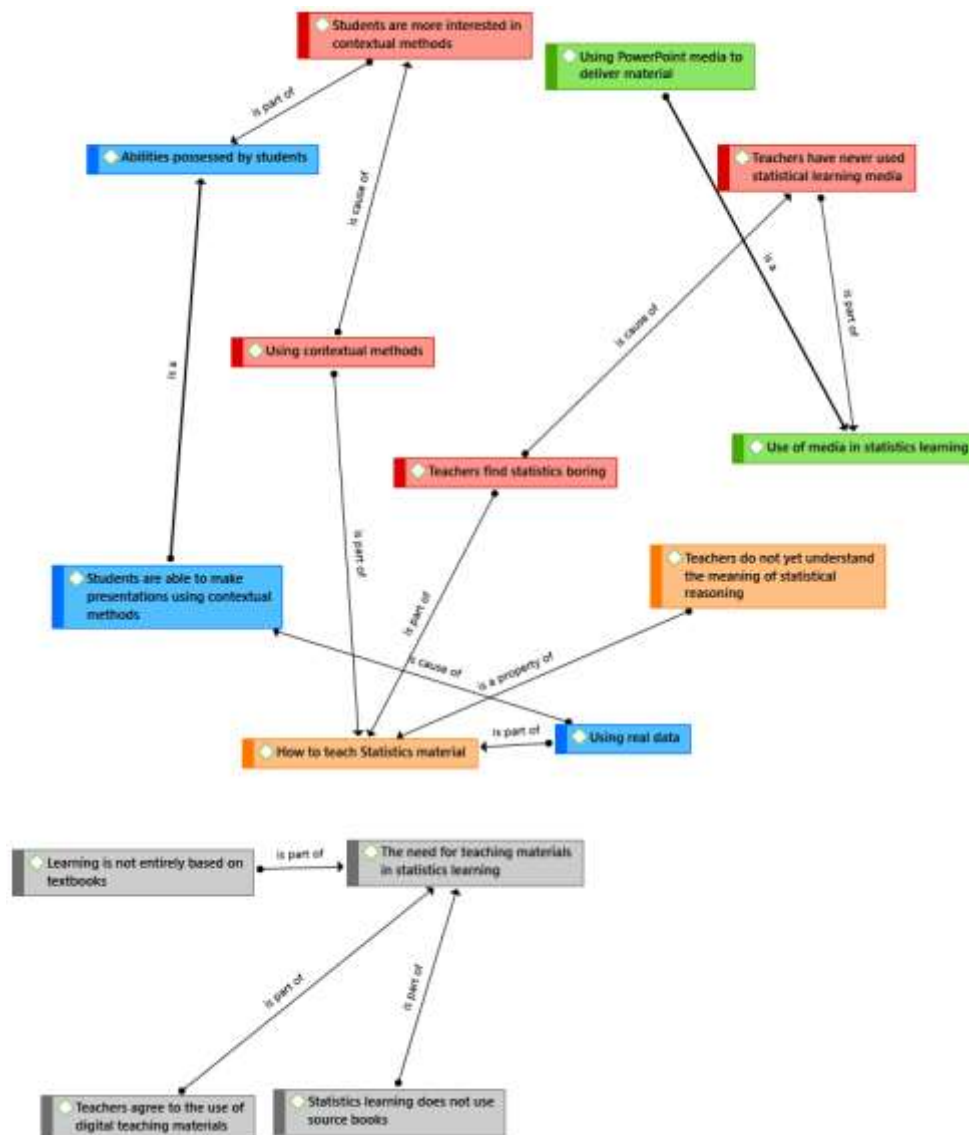 Students are more interested in
contextual methods
Using PowerPoint media to
deliver material
is part of
Abilities possessed by students
Teachers have never used
statistical learning media
is cause of
is a
is part of
is cause of
Using contextual methods
is a
Use of media in statistics learning
Teachers find statistics boring
is part of
Teachers do not yet understand
the meaning of statistical
reasoning
Students are able to make
presentations using contextual
methods
is part of
is cause of
is a property of
How to teach Statistics material
is part of
Using real data
Learning is not entirely based on
textbooks
is part of
The need for teaching materials
in statistics learning
is part of
is part of
Teachers agree to the use of
digital teaching materials
Statistics learning does not use
source books